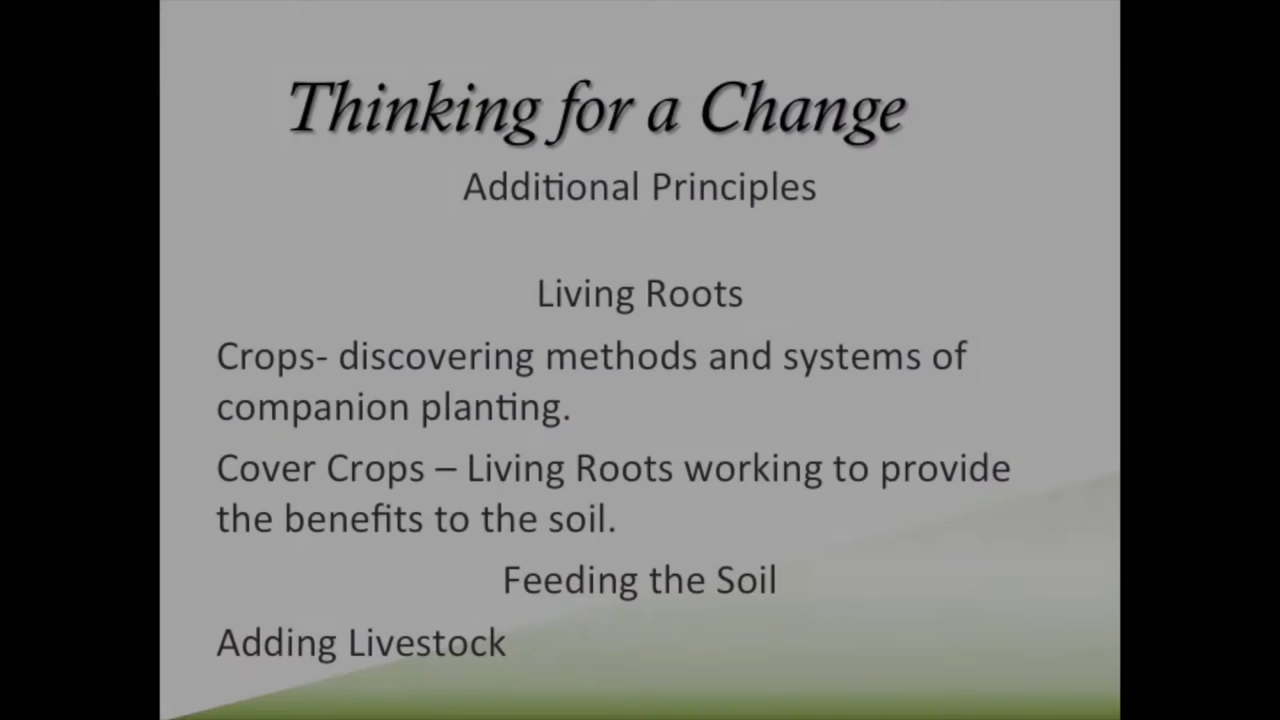 Thinking for a Change
Additional Principles
Living Roots
Crops- discovering methods and systems of
companion planting.
Cover Crops – Living Roots working to provide
the benefits to the soil.
Feeding the Soil
Adding Livestock